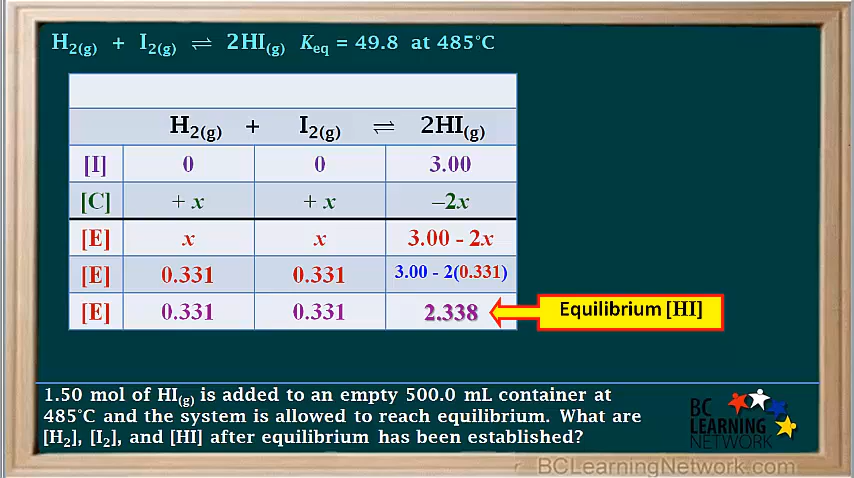 H2(g) + I2(g) ⇌ 2HI(g) Keq = 49.8 at 485°C
H2(g) + I2(g) ⇌ 2HI(g)
[I] 0 0 3.00
[C] + x + x –2x
[E] x x 3.00 - 2x
[E] 0.331 0.331 3.00 - 2(0.331)
[E] 0.331 0.331 2.338
Equilibrium [HI]
1.50 mol of HI(g) is added to an empty 500.0 mL container at
485°C and the system is allowed to reach equilibrium. What are
[H2], [I2], and [HI] after equilibrium has been established?
BC
LEARNING
NETWORK
BCLearningNetwork.com